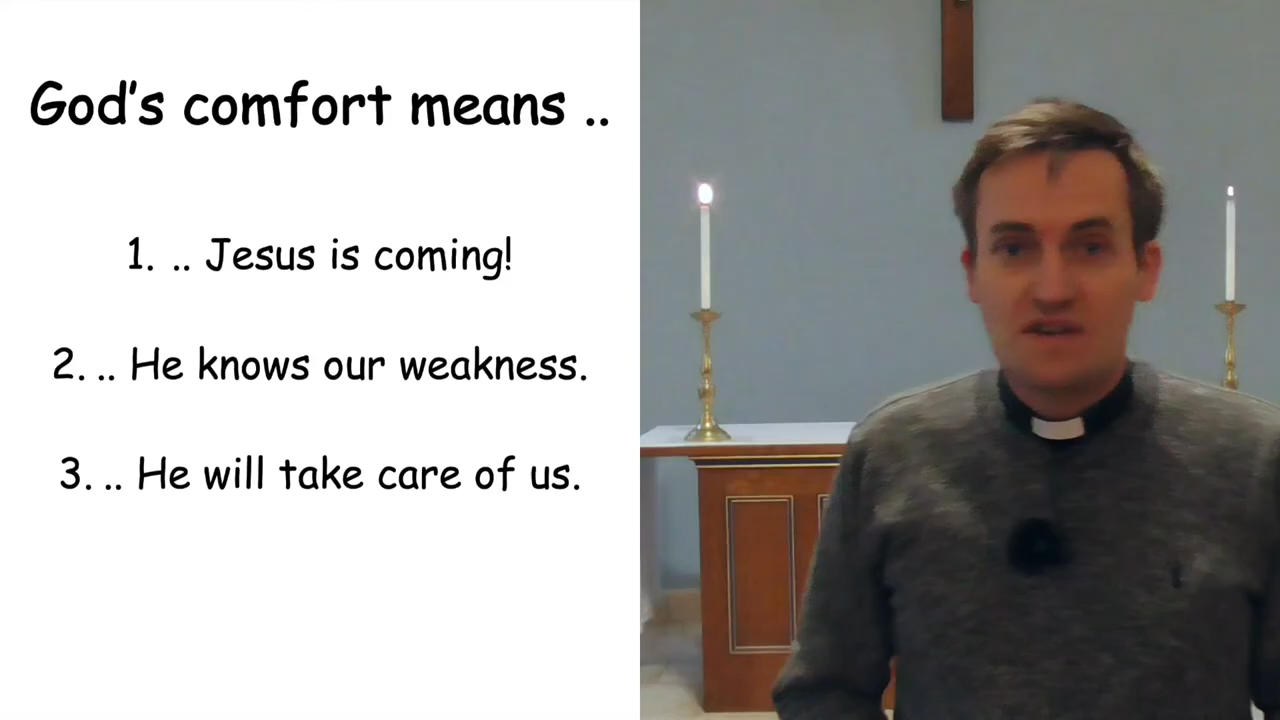 God's comfort means ..
1. .. Jesus is coming!
2. .. He knows our weakness.
3. .. He will take care of us.